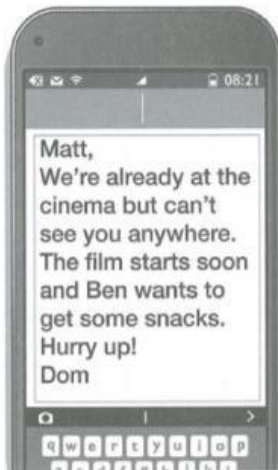 08:21
Matt,
We're already at the
cinema but can't
see you anywhere.
The film starts soon
and Ben wants to
get some snacks.
Hurry up!
Dom
q w e r t y u i o p